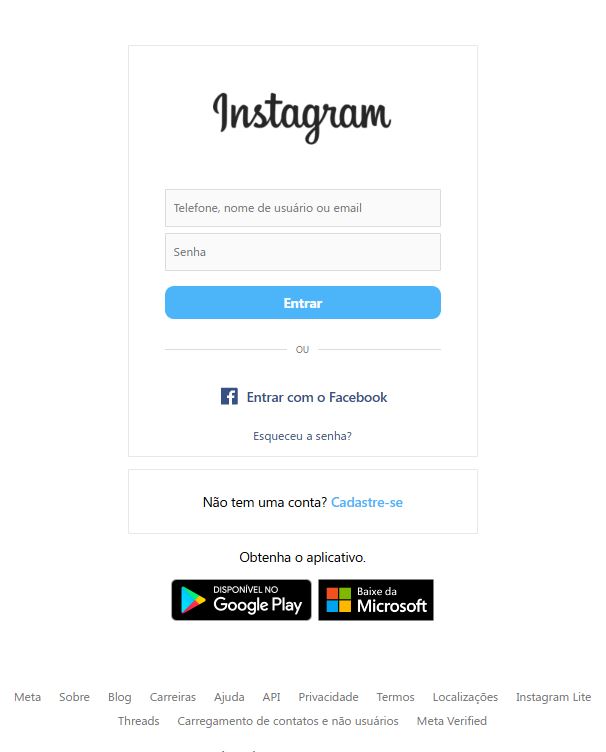 Instagram
Telefone, nome de usuário ou email
Senha
Entrar
OU
Entrar com o Facebook
Esqueceu a senha?
Não tem uma conta? Cadastre-se
Obtenha o aplicativo.
DISPONÍVEL NO
Google Play
Baixe da
Microsoft
Meta Sobre Blog Carreiras Ajuda API Privacidade Termos Localizações Instagram Lite
Threads Carregamento de contatos e não usuários Meta Verified